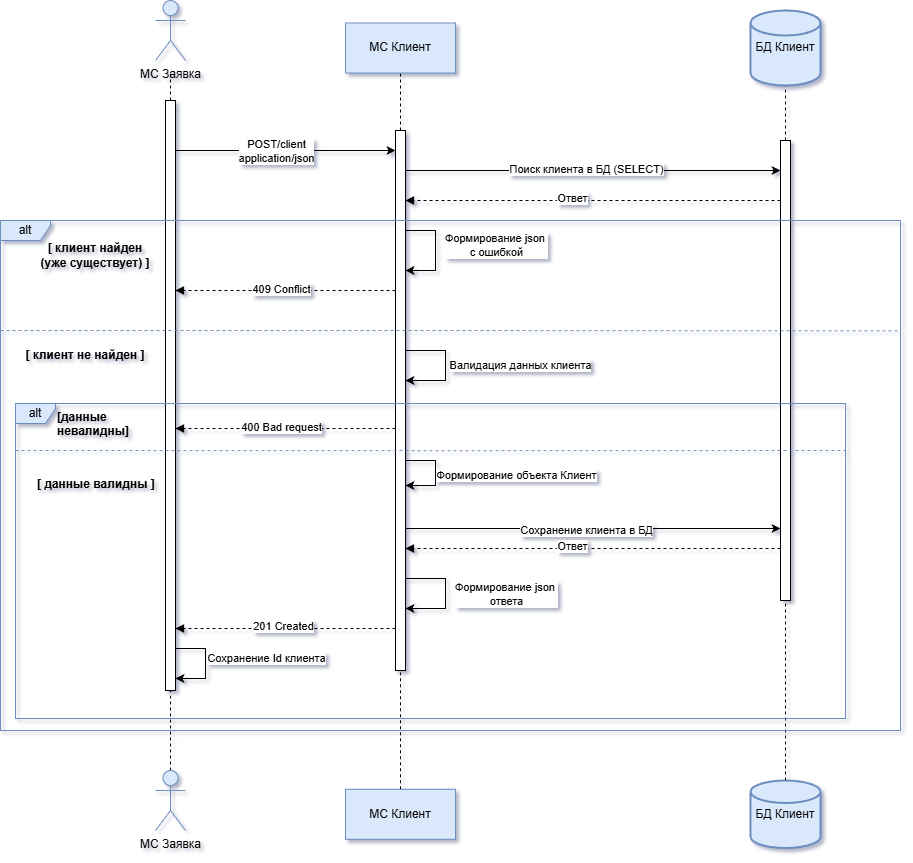 МС Заявка
МС Клиент
БД Клиент
POST/client
application/json
Поиск клиента в БД (SELECT)
Ответ
alt
[ клиент найден
(уже существует) ]
Формирование json
с ошибкой
409 Conflict
[ клиент не найден ]
Валидация данных клиента
alt
[данные
невалидны]
400 Bad request
[ данные валидны ]
Формирование объекта Клиент
Сохранение клиента в БД
Ответ
Формирование json
ответа
201 Created
Сохранение Id клиента
МС Заявка
МС Клиент
БД Клиент